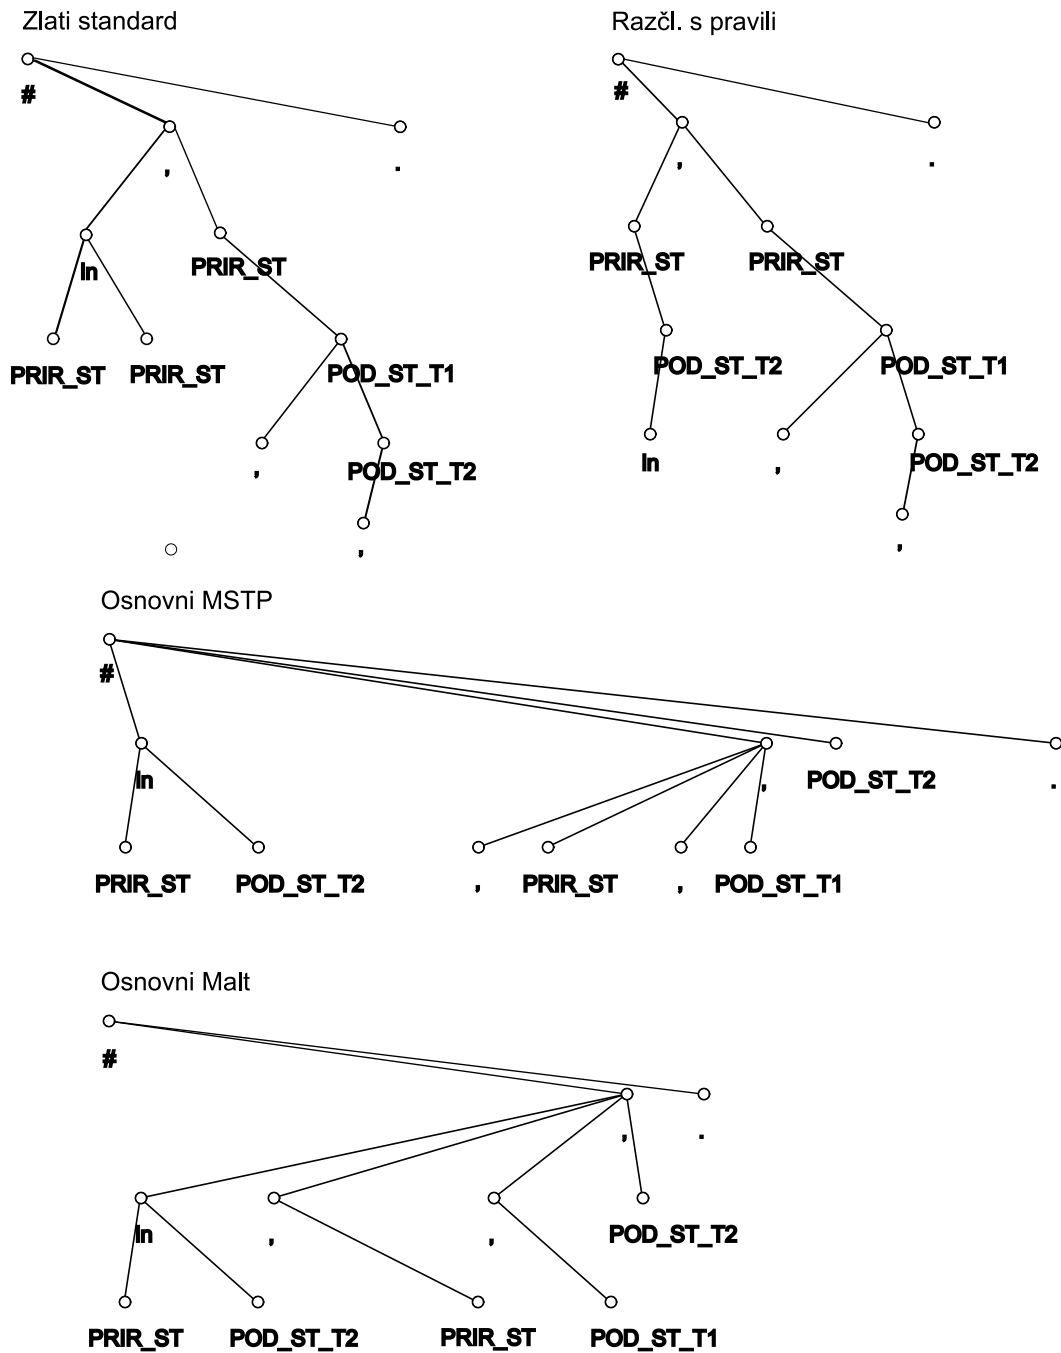 Zlati standard
Razčl. s pravili
#
#
, .
, .
In PRIR_ST
PRIR_ST PRIR_ST
PRIR_ST PRIR_ST POD_ST_T1
POD_ST_T2 POD_ST_T1
, POD_ST_T2
In , POD_ST_T2
,
,
Osnovni MSTP
#
In , POD_ST_T2 .
PRIR_ST POD_ST_T2 , PRIR_ST , POD_ST_T1
Osnovni Malt
#
, .
In , , POD_ST_T2
PRIR_ST POD_ST_T2 PRIR_ST POD_ST_T1